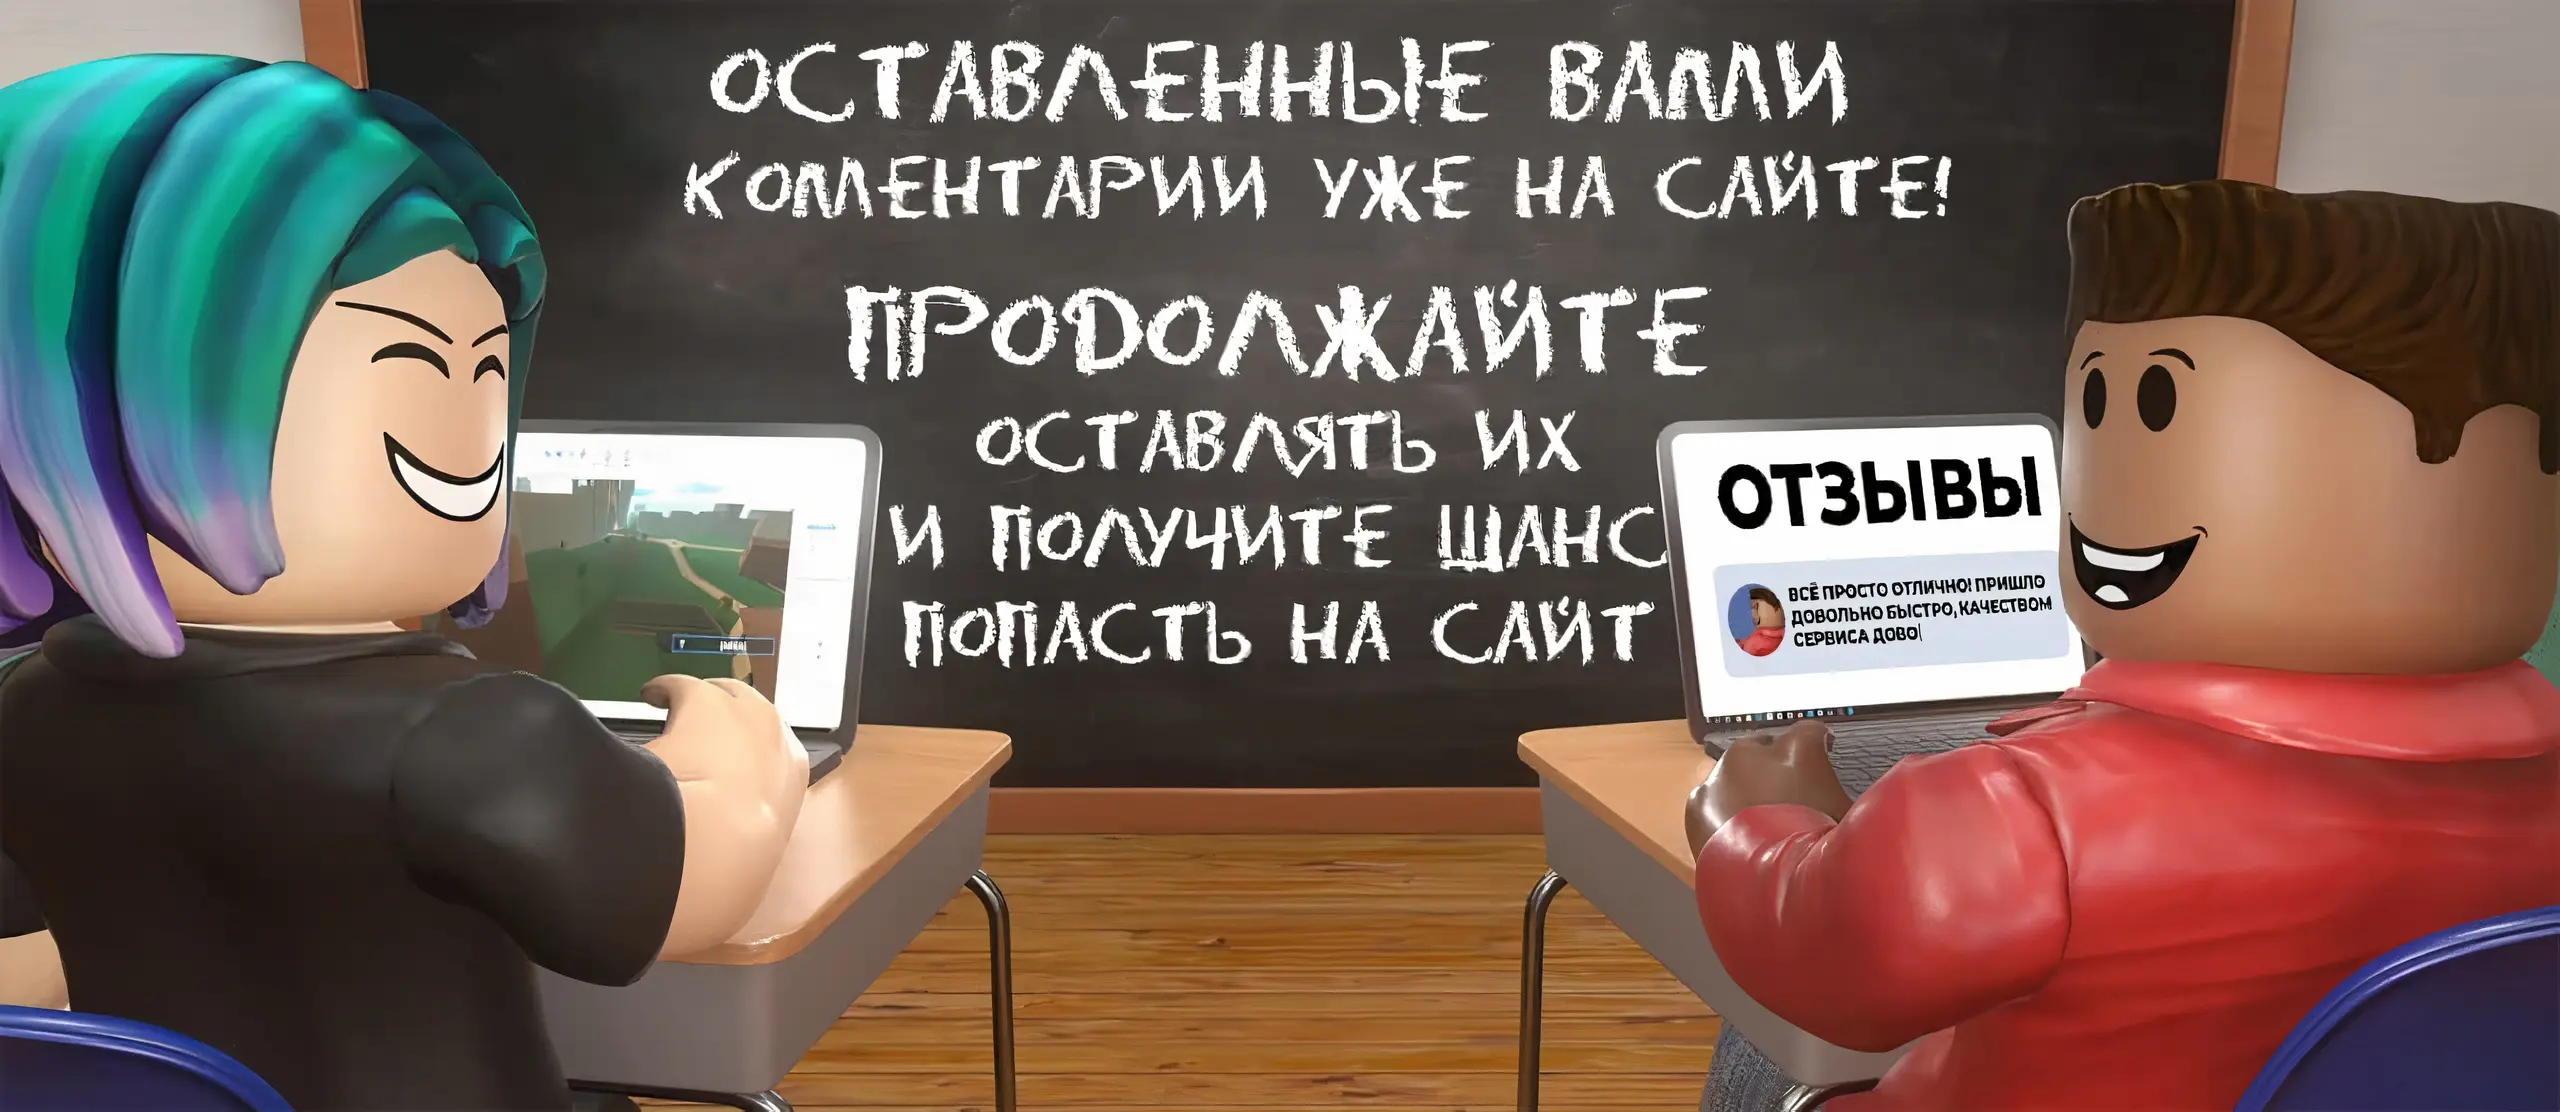 ОСТАВЛЕННЫЕ ВАМИ
КОМЕНТАРИИ УЖЕ НА САЙТЕ!
ПРОДОЛЖАЙТЕ
ОСТАВЛЯТЬ ИХ
И ПОЛУЧИТЕ ШАНС
ПОПАСТЬ НА САЙТ
ОТЗЫВЫ
ВСЁ ПРОСТО ОТЛИЧНО! ПРИШЛО
ДОВОЛЬНО БЫСТРО, КАЧЕСТВОМ
СЕРВИСА ДОВО